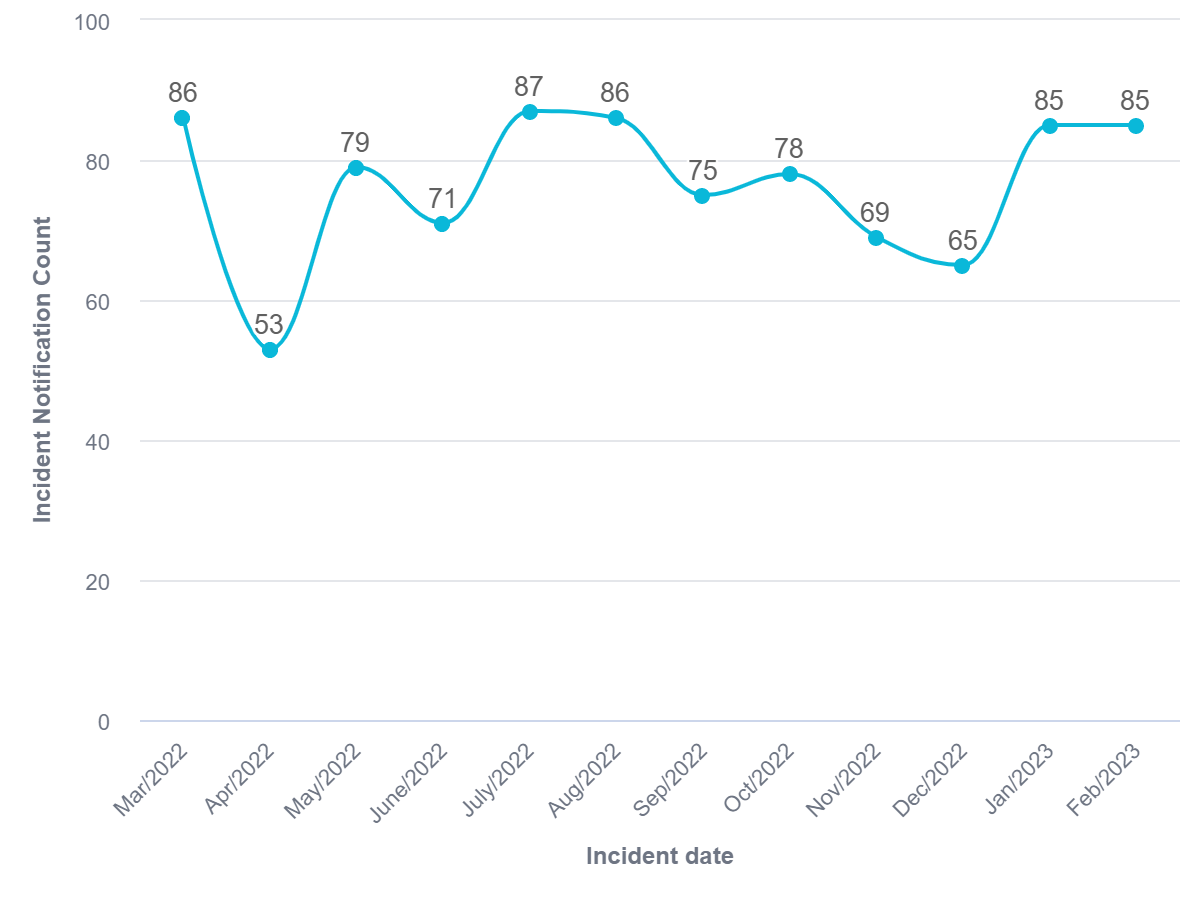 100
80
60
40
20
0
Incident Notification Count
86
53
79
71
87
86
75
78
69
65
85
85
Mar/2022
Apr/2022
May/2022
June/2022
July/2022
Aug/2022
Sep/2022
Oct/2022
Nov/2022
Dec/2022
Jan/2023
Feb/2023
Incident date